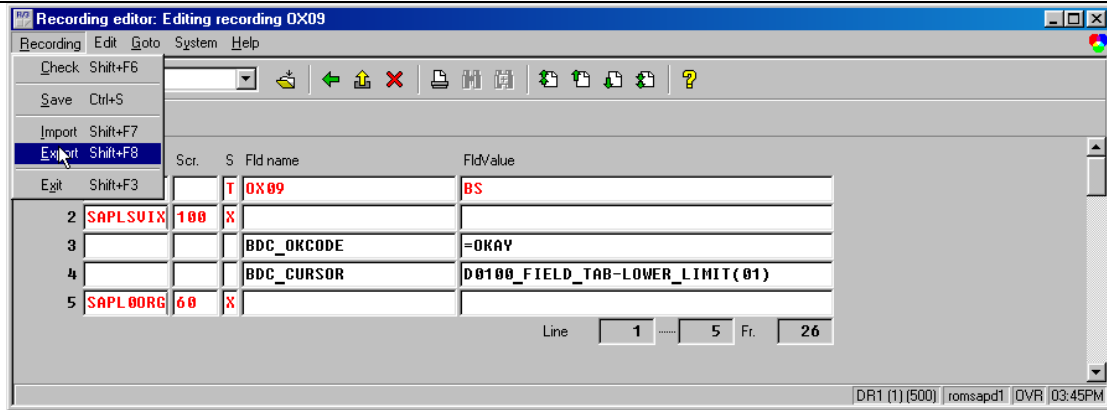 Recording editor: Editing recording OX09
Recording Edit Goto System Help
Check Shift+F6
Save Ctrl+S
Import Shift+F7
Export Shift+F8
Exit Shift+F3
Scr. S Fld name FldValue
T OX09 BS
2 SAPLSVIX 100 X
3 BDC_OKCODE =OKAY
4 BDC_CURSOR D0100_FIELD_TAB-LOWER_LIMIT(01)
5 SAPL0ORG 60 X
Line 1 ..... 5 Fr. 26
DR1 (1) (500) romsapd1 OVR 03:45PM